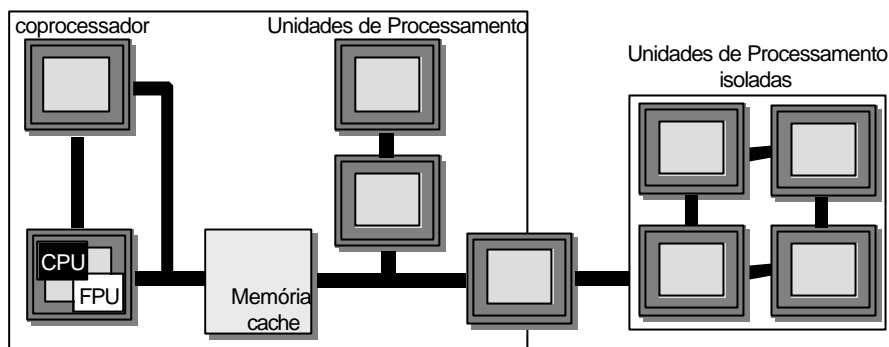 coprocessador
Unidades de Processamento
Unidades de Processamento
isoladas
CPU
FPU
Memória
cache